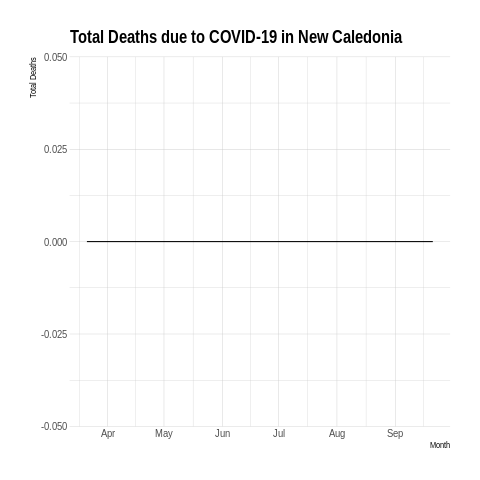 Total Deaths due to COVID-19 in New Caledonia
Total Deaths
0.050
0.025
0.000
-0.025
-0.050
Apr May Jun Jul Aug Sep
Month